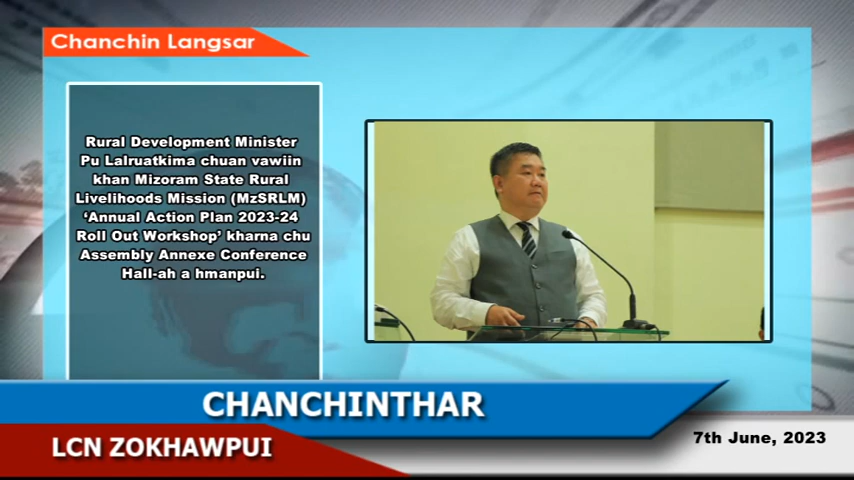 Chanchin Langsar
Rural Development Minister
Pu Lalruatkima chuan vawiin
khan Mizoram State Rural
Livelihoods Mission (MzSRLM)
‘Annual Action Plan 2023-24
Roll Out Workshop’ kharna chu
Assembly Annexe Conference
Hall-ah a hmanpui.
CHANCHINTHAR
LCN ZOKHAWPUI
7th June, 2023